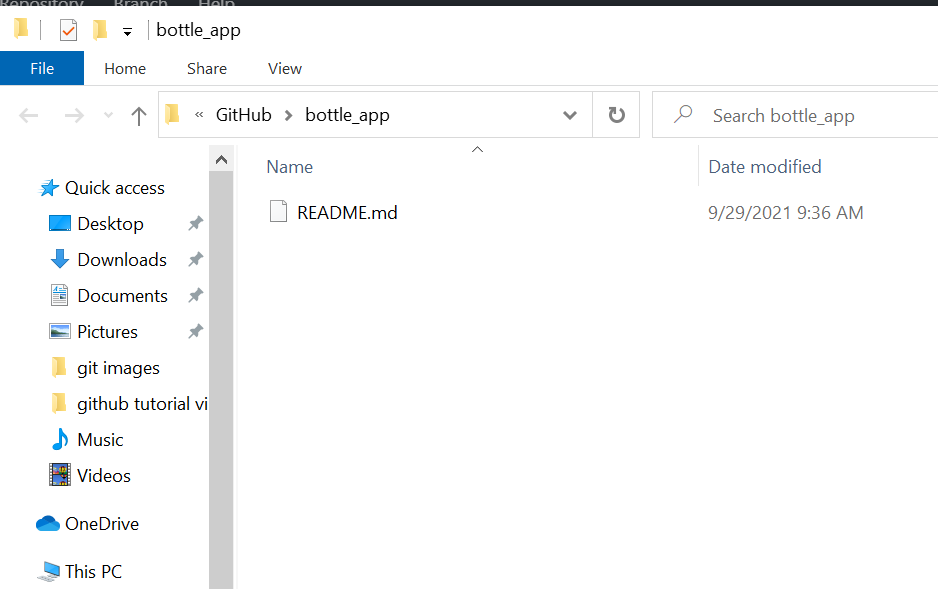 Repository Branch Help
bottle_app
File Home Share View
« GitHub > bottle_app Search bottle_app
Name Date modified
README.md 9/29/2021 9:36 AM
Quick access
Desktop
Downloads
Documents
Pictures
git images
github tutorial vi
Music
Videos
OneDrive
This PC